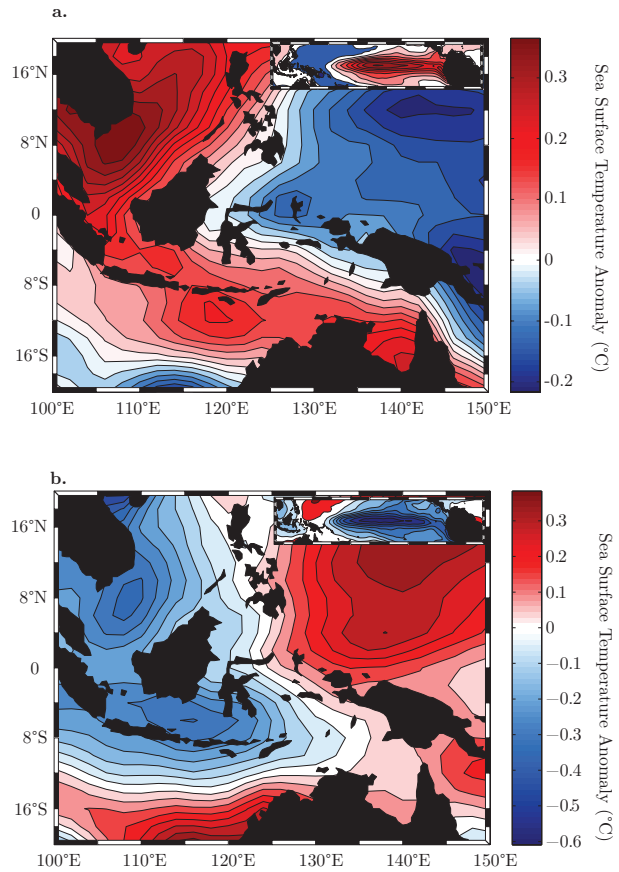 a.
16°N
8°N
0
8°S
16°S
100°E 110°E 120°E 130°E 140°E 150°E
0.3
0.2
0.1
0
-0.1
-0.2
Sea Surface Temperature Anomaly (°C)
b.
16°N
8°N
0
8°S
16°S
100°E 110°E 120°E 130°E 140°E 150°E
0.3
0.2
0.1
0
−0.1
−0.2
−0.3
−0.4
−0.5
−0.6
Sea Surface Temperature Anomaly (°C)